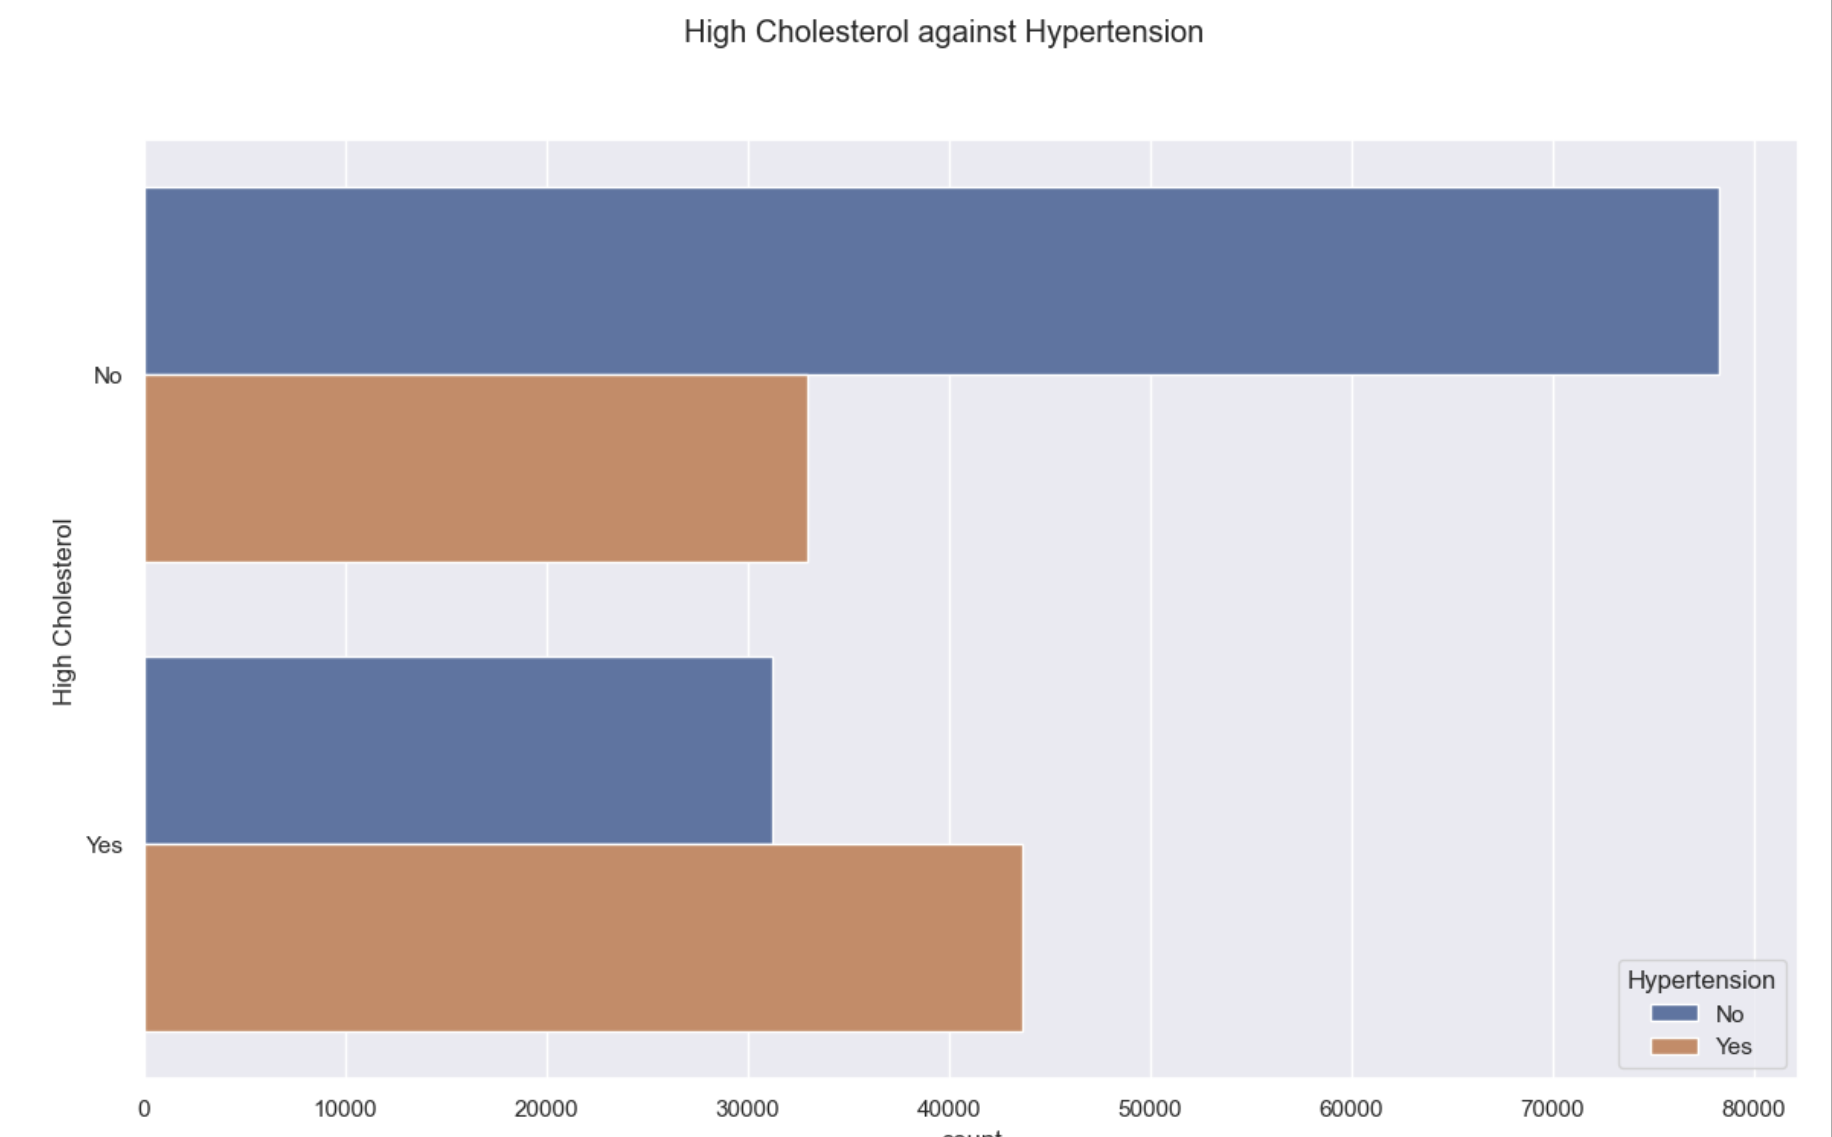 High Cholesterol against Hypertension
No
High Cholesterol
Yes
Hypertension
No
Yes
0 10000 20000 30000 40000 50000 60000 70000 80000
count